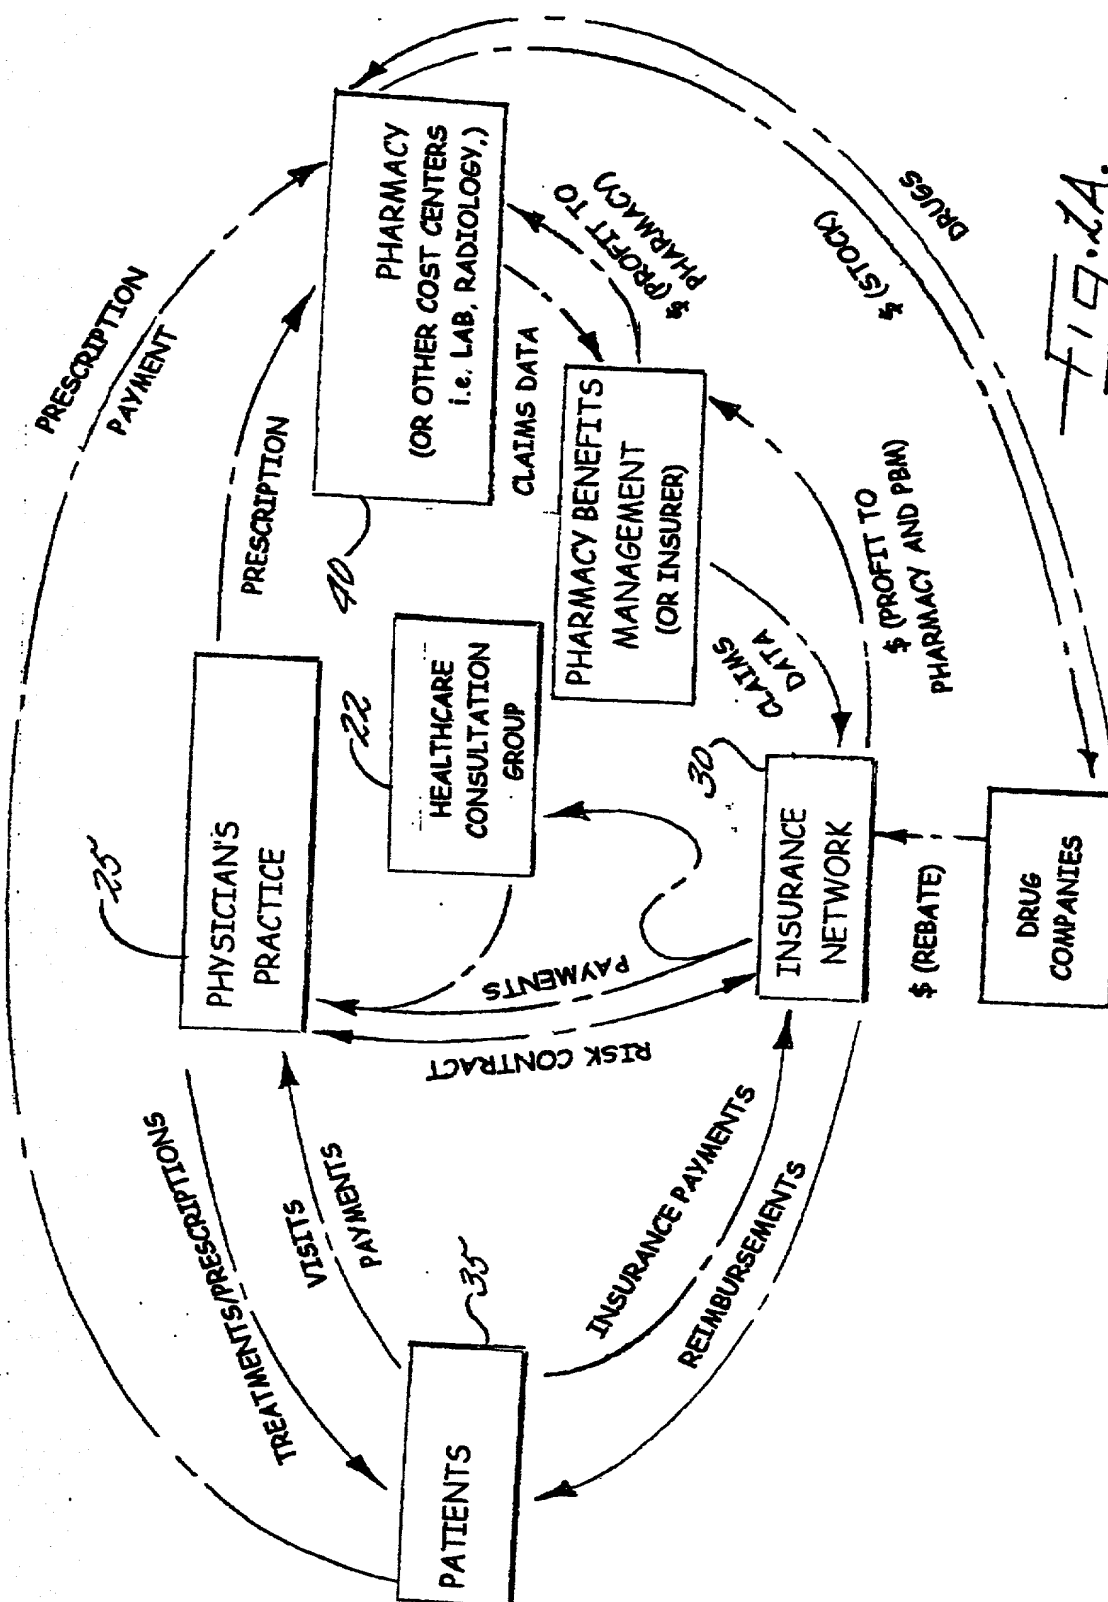 PRESCRIPTION
PAYMENT
PRESCRIPTION
TREATMENTS/PRESCRIPTIONS
VISITS
PAYMENTS
25
PHYSICIAN'S
PRACTICE
PHARMACY
(OR OTHER COST CENTERS
i.e. LAB, RADIOLOGY,)
40
22
HEALTHCARE
CONSULTATION
GROUP
CLAIMS DATA
$ (PROFIT TO
PHARMACY)
PHARMACY BENEFITS
MANAGEMENT
(OR INSURER)
PATIENTS
35
RISK CONTRACT
PAYMENTS
30
CLAIMS
DATA
INSURANCE PAYMENTS
REIMBURSEMENTS
INSURANCE
NETWORK
$ (PROFIT TO
PHARMACY AND PBM)
$ (REBATE)
DRUG
COMPANIES
$ (STOCK)
DRUGS
Fig. 1A.